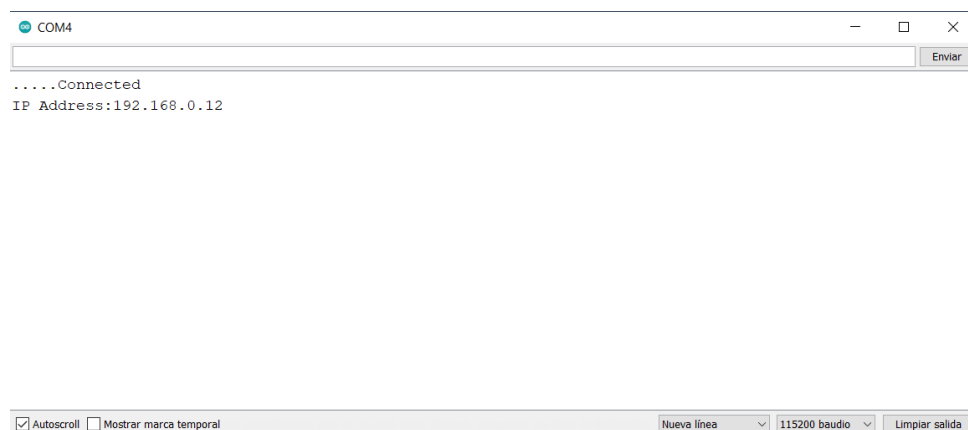 COM4
Enviar
.....Connected
IP Address:192.168.0.12
Autoscroll Mostrar marca temporal Nueva línea 115200 baudio Limpiar salida